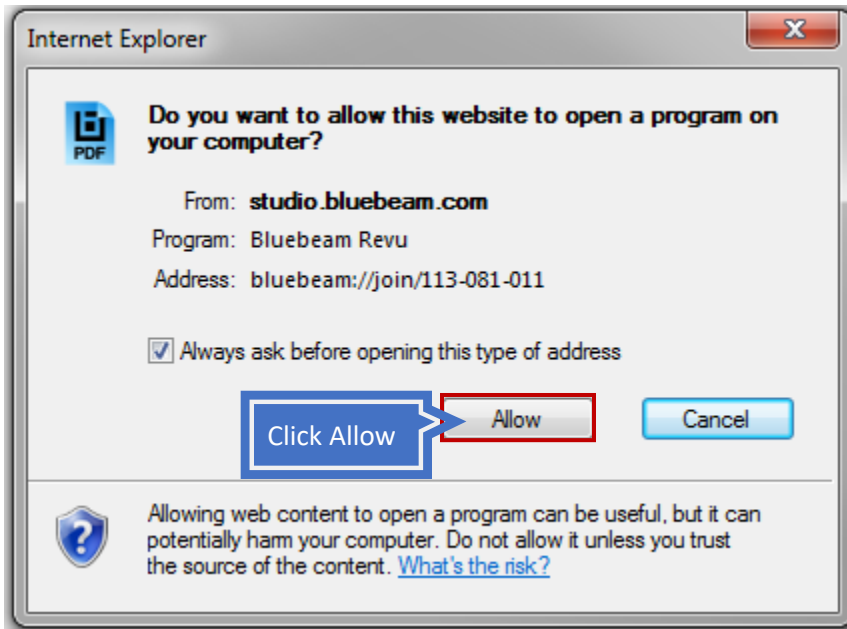 Internet Explorer
Do you want to allow this website to open a program on
your computer?
PDF
From: studio.bluebeam.com
Program: Bluebeam Revu
Address: bluebeam://join/113-081-011
Always ask before opening this type of address
Click Allow
Allow
Cancel
Allowing web content to open a program can be useful, but it can
potentially harm your computer. Do not allow it unless you trust
the source of the content. What's the risk?